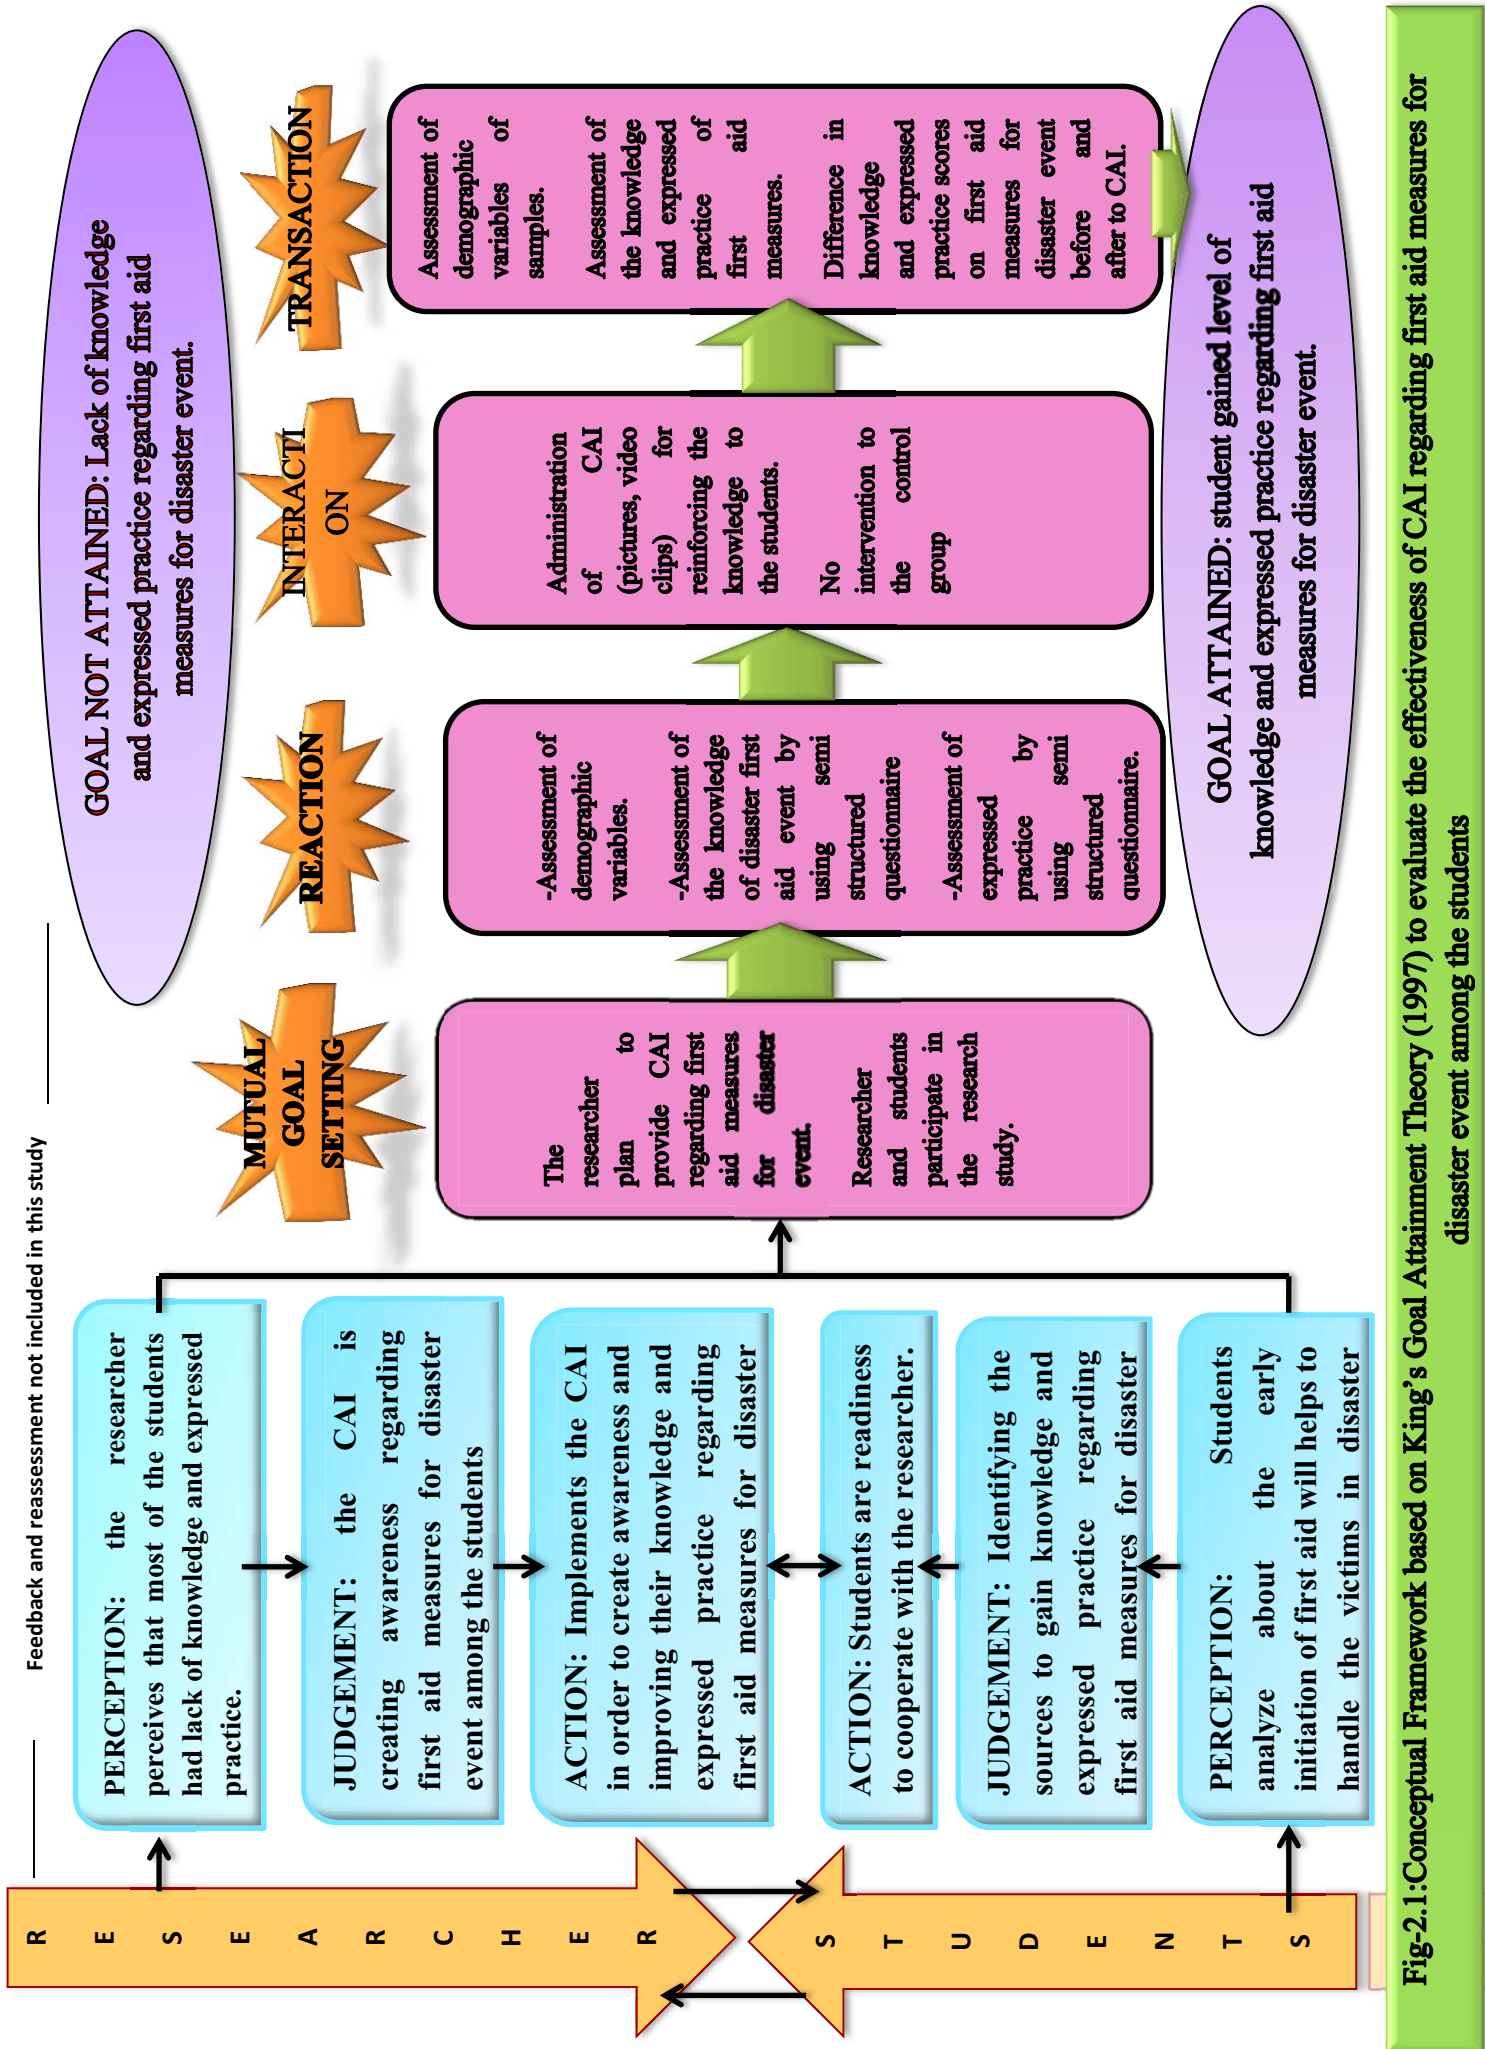 Feedback and reassessment not included in this study
RESEARCHER
STUDENTS
PERCEPTION: the researcher
perceives that most of the students
had lack of knowledge and expressed
practice.
JUDGEMENT: the CAI is
creating awareness regarding
first aid measures for disaster
event among the students
ACTION: Implements the CAI
in order to create awareness and
improving their knowledge and
expressed practice regarding
first aid measures for disaster
ACTION: Students are readiness
to cooperate with the researcher.
JUDGEMENT: Identifying the
sources to gain knowledge and
expressed practice regarding
first aid measures for disaster
PERCEPTION: Students
analyze about the early
initiation of first aid will helps to
handle the victims in disaster
MUTUAL
GOAL
SETTING
The
researcher
plan to
provide CAI
regarding first
aid measures
for disaster
event.
Researcher
and students
participate in
the research
study.
REACTION
-Assessment of
demographic
variables.
-Assessment of
the knowledge
of disaster first
aid event by
using semi
structured
questionnaire
-Assessment of
expressed
practice by
using semi
structured
questionnaire.
INTERACTI
ON
Administration
of CAI
(pictures, video
clips) for
reinforcing the
knowledge to
the students.
No
intervention to
the control
group
TRANSACTION
Assessment of
demographic
variables of
samples.
Assessment of
the knowledge
and expressed
practice of
first aid
measures.
Difference in
knowledge
and expressed
practice scores
on first aid
measures for
disaster event
before and
after to CAI.
GOAL NOT ATTAINED: Lack of knowledge
and expressed practice regarding first aid
measures for disaster event.
GOAL ATTAINED: student gained level of
knowledge and expressed practice regarding first aid
measures for disaster event.
Fig-2.1:Conceptual Framework based on King’s Goal Attainment Theory (1997) to evaluate the effectiveness of CAI regarding first aid measures for
disaster event among the students